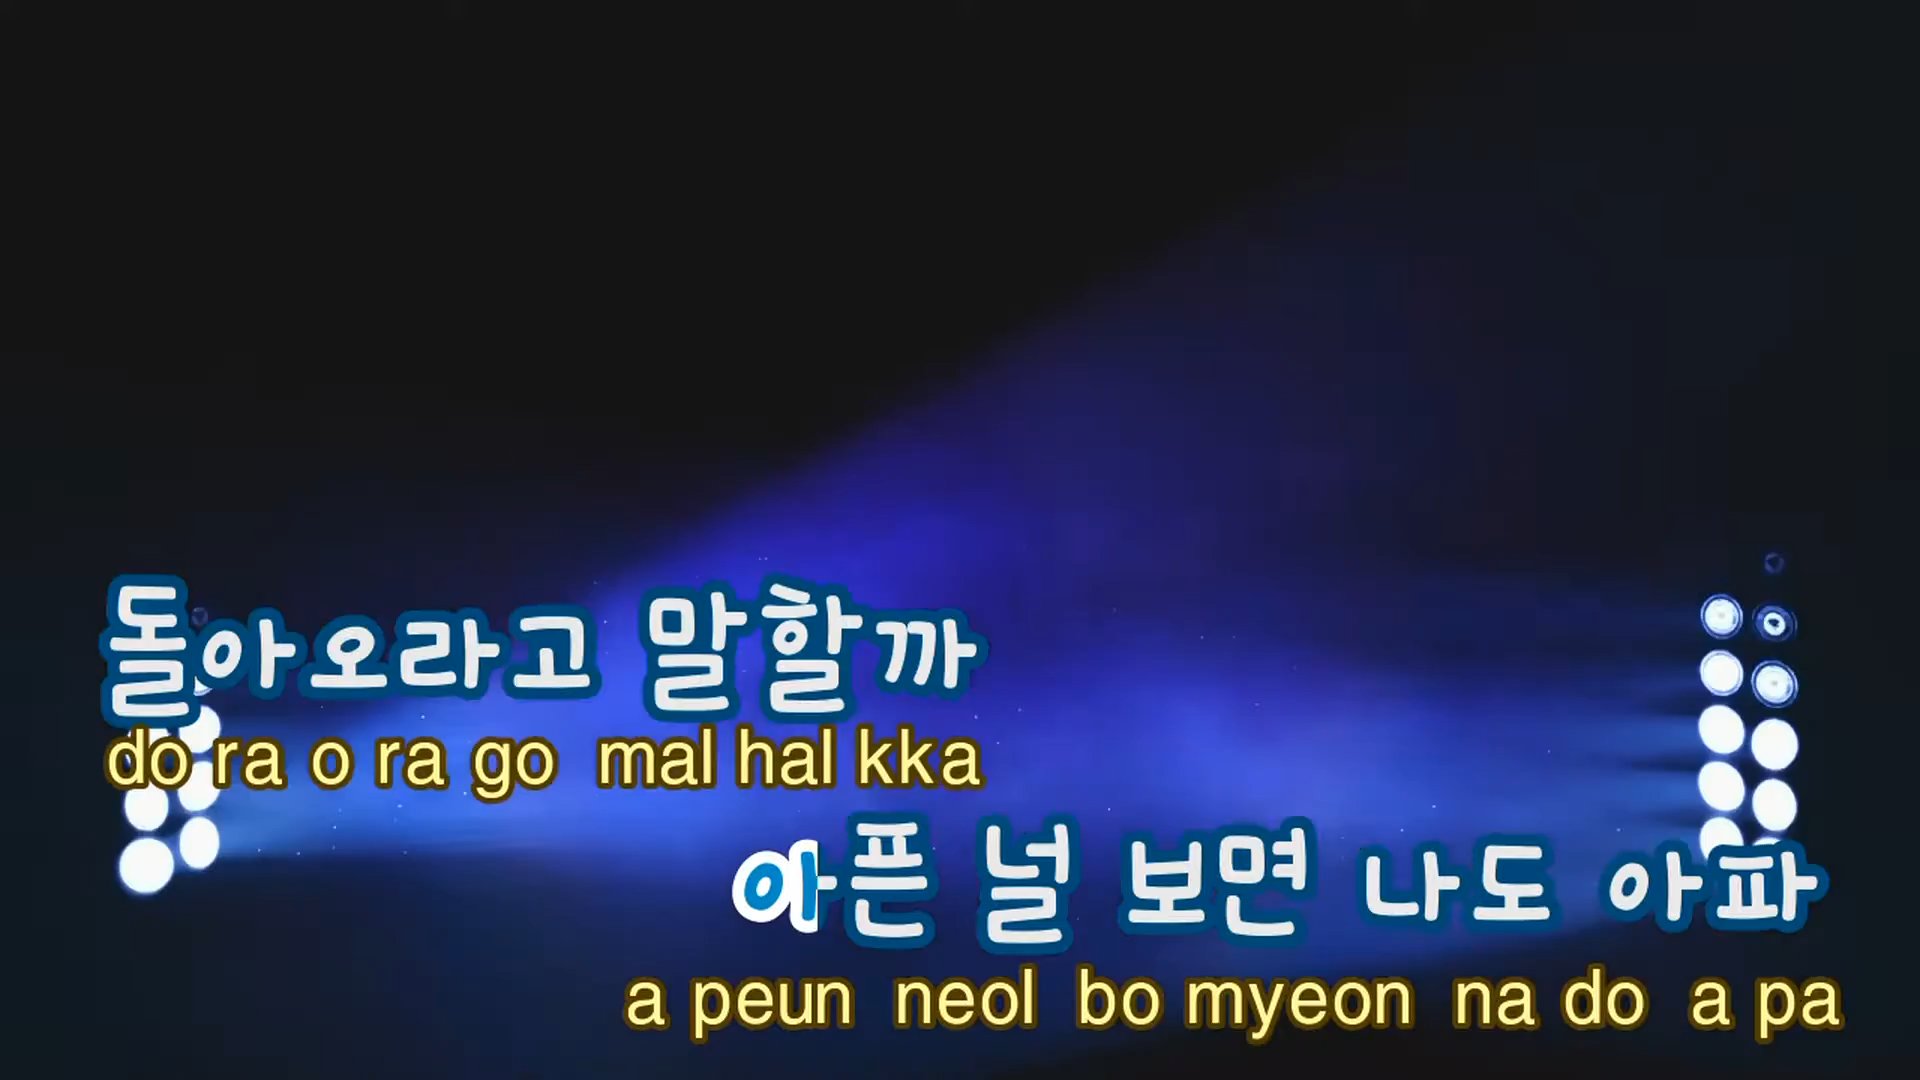 돌아오라고 말할까
do ra o ra go mal hal kka
아픈 널 보면 나도 아파
a peun neol bo myeon na do a pa